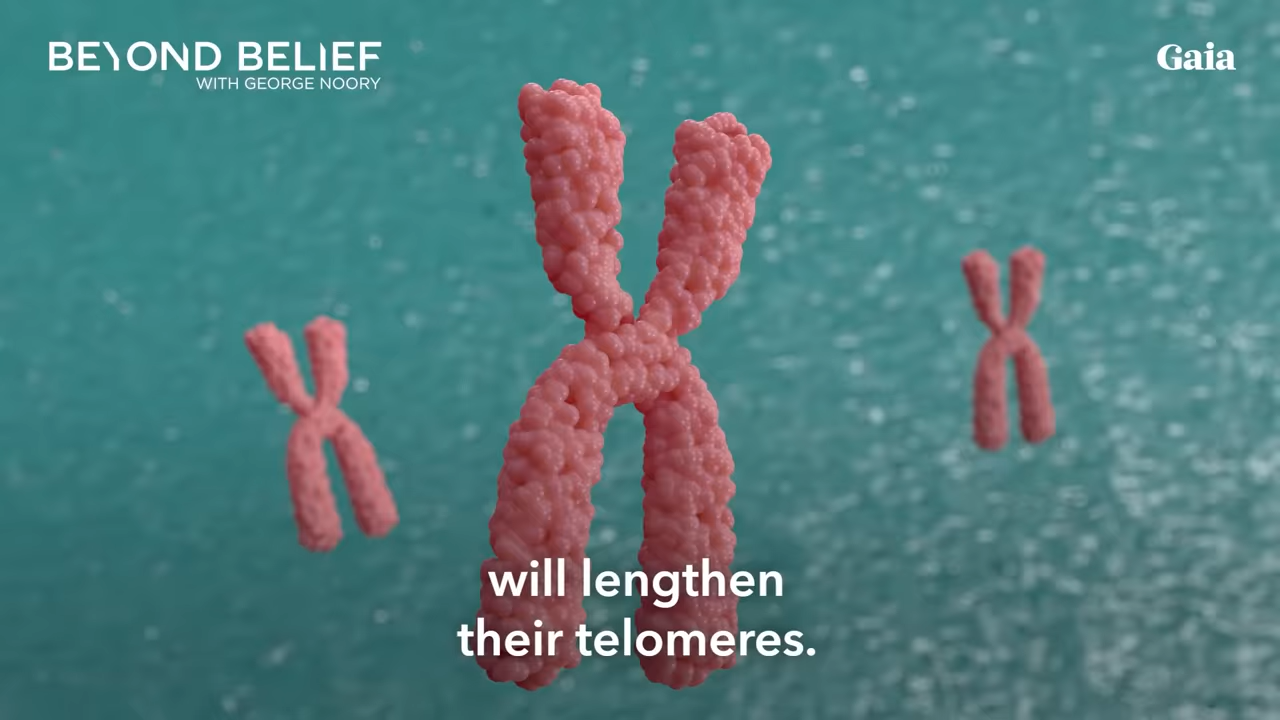 BEYOND BELIEF
WITH GEORGE NOORY
Gaia
will lengthen
their telomeres.